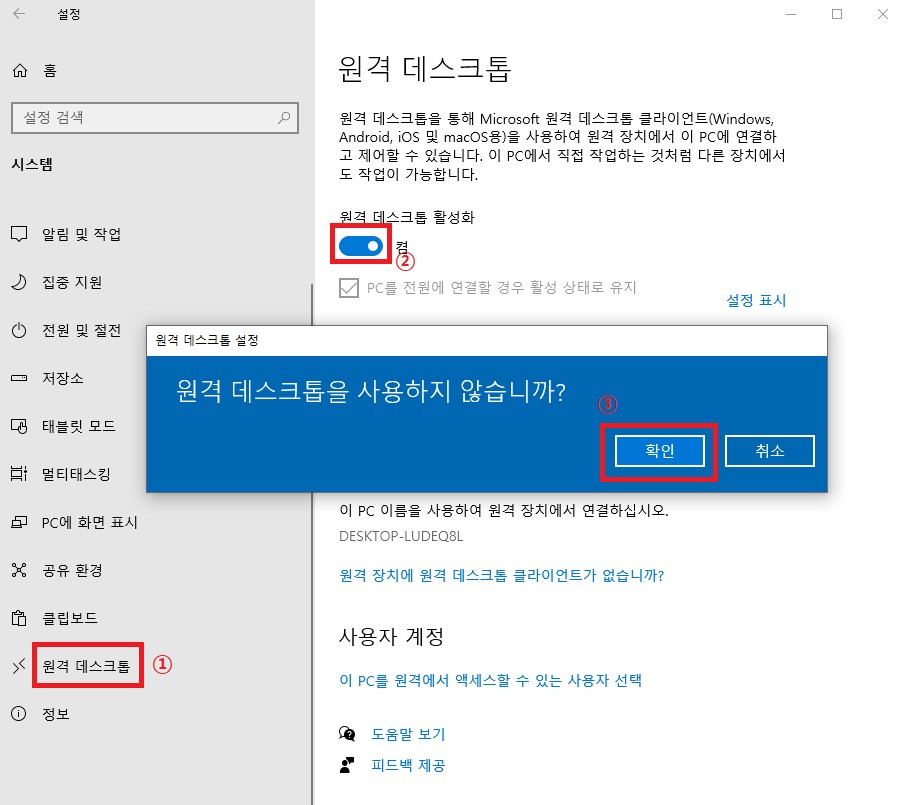 설정
홈
설정 검색
시스템
알림 및 작업
집중 지원
전원 및 절전
저장소
태블릿 모드
멀티태스킹
PC에 화면 표시
공유 환경
클립보드
원격 데스크톱 ①
정보
원격 데스크톱
원격 데스크톱을 통해 Microsoft 원격 데스크톱 클라이언트(Windows,
Android, iOS 및 macOS용)을 사용하여 원격 장치에서 이 PC에 연결하
고 제어할 수 있습니다. 이 PC에서 직접 작업하는 것처럼 다른 장치에서
도 작업이 가능합니다.
원격 데스크톱 활성화
켬 ②
PC를 전원에 연결할 경우 활성 상태로 유지
설정 표시
원격 데스크톱 설정
원격 데스크톱을 사용하지 않습니까?
③
확인 취소
이 PC 이름을 사용하여 원격 장치에서 연결하십시오.
DESKTOP-LUDEQ8L
원격 장치에 원격 데스크톱 클라이언트가 없습니까?
사용자 계정
이 PC를 원격에서 액세스할 수 있는 사용자 선택
도움말 보기
피드백 제공